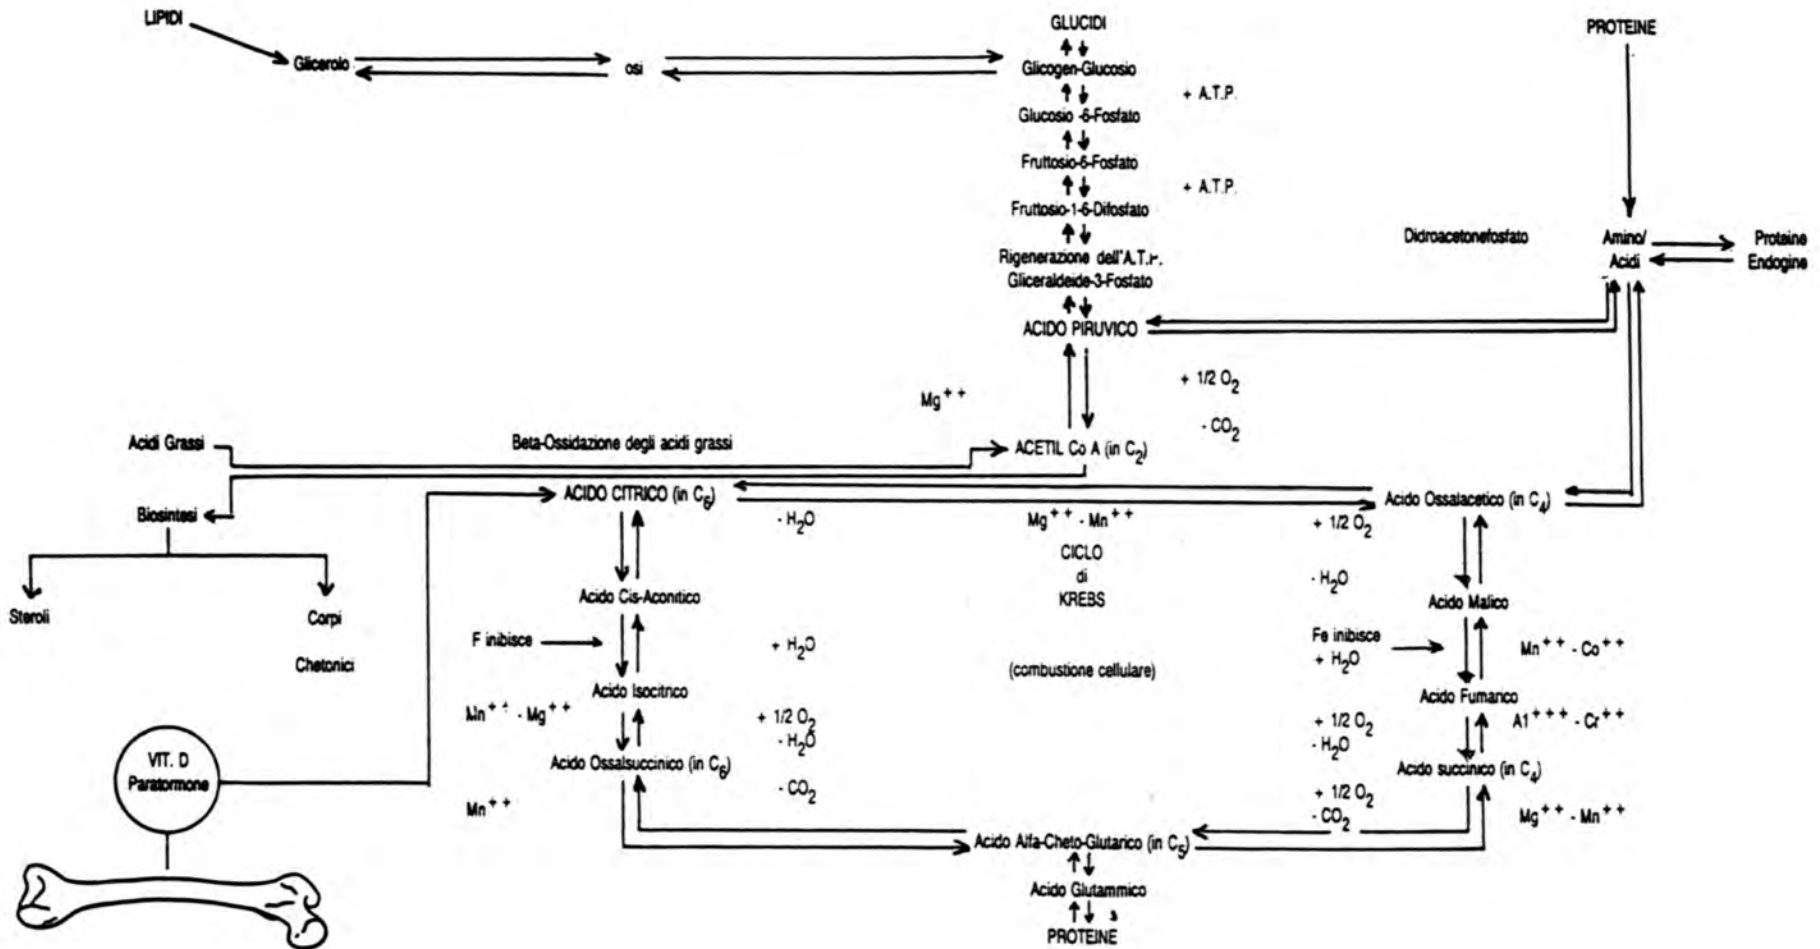 LIPIDI
GLUCIDI
PROTEINE
Glicerolo
osi
Glicogen-Glucosio
+ A.T.P.
Glucosio -6-Fosfato
Fruttosio-6-Fosfato
+ A.T.P.
Fruttosio-1-6-Difosfato
Didroacetonefosfato
Amino/
Acidi
Proteine
Endogine
Rigenerazione dell'A.T.P.
Gliceraldeide-3-Fosfato
ACIDO PIRUVICO
+ 1/2 O2
Mg++
- CO2
Acidi Grassi
Beta-Ossidazione degli acidi grassi
ACETIL Co A (in C2)
Biosintesi
ACIDO CITRICO (in C6)
Acido Ossalacetico (in C4)
- H2O
Mg++ - Mn++
+ 1/2 O2
CICLO
di
KREBS
- H2O
Steroli
Corpi
Chetonici
Acido Cis-Aconitico
Acido Malico
F inibisce
+ H2O
(combustione cellulare)
Fe inibisce
+ H2O
Mn++ - Co++
Acido Isocitrico
Acido Fumarico
Mn++ - Mg++
+ 1/2 O2
- H2O
+ 1/2 O2
- H2O
A1+++ - Cr++
VIT. D
Paratormone
Acido Ossalsuccinico (in C6)
Acido succinico (in C4)
- CO2
+ 1/2 O2
- CO2
Mn++
Mg++ - Mn++
Acido Alfa-Cheto-Glutarico (in C5)
Acido Glutammico
PROTEINE